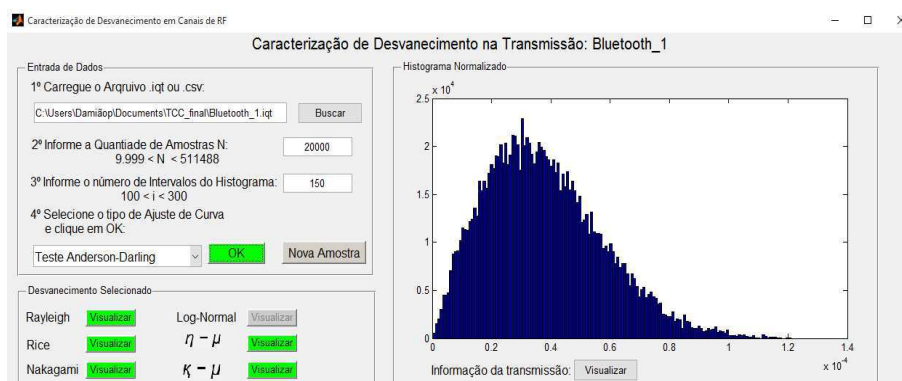 Caracterização de Desvanecimento em Canais de RF
Caracterização de Desvanecimento na Transmissão: Bluetooth_1
Entrada de Dados
1º Carregue o Arqruivo .iqt ou .csv:
C:\Users\Damiãop\Documents\TCC_final\Bluetooth_1.iqt
Buscar
2º Informe a Quantiade de Amostras N:
9.999 < N < 511488
20000
3º Informe o número de Intervalos do Histograma:
100 < i < 300
150
4º Selecione o tipo de Ajuste de Curva
e clique em OK:
Teste Anderson-Darling
OK
Nova Amostra
Desvanecimento Selecionado
Rayleigh Visualizar
Log-Normal Visualizar
Rice Visualizar
η − μ Visualizar
Nakagami Visualizar
κ − μ Visualizar
Histograma Normalizado
x 10^4
2.5
2
1.5
1
0.5
0
0 0.2 0.4 0.6 0.8 1 1.2 1.4
x 10^-4
Informação da transmissão: Visualizar